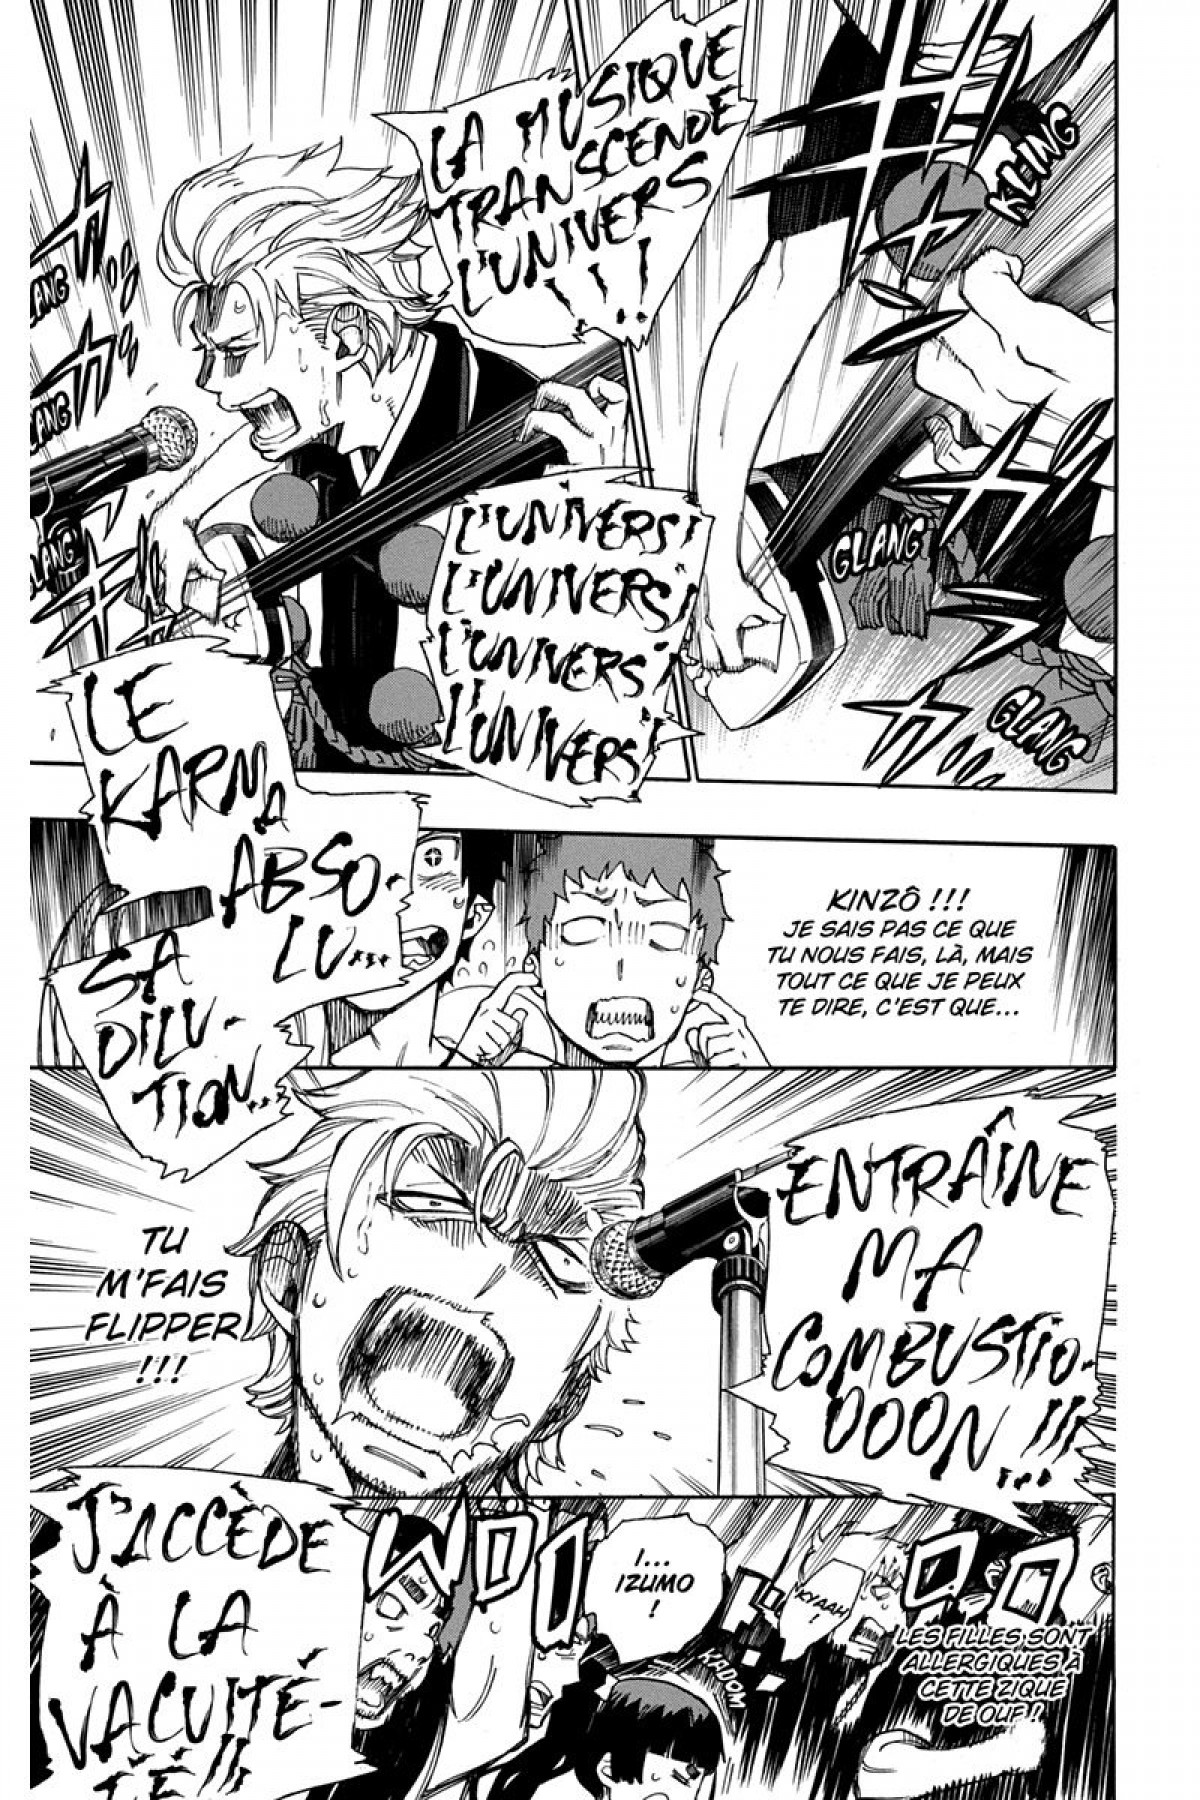 KLING
GLANG
GLANG
LA MUSIQUE
TRANSCENDE
L'UNIVERS
!!!
L'UNIVERS!
L'UNIVERS!
L'UNIVERS!
L'UNIVERS!
GLANG
GLANG
LE
KARMA
ABSO-
LU...
KINZÔ !!!
JE SAIS PAS CE QUE
TU NOUS FAIS, LÀ, MAIS
TOUT CE QUE JE PEUX
TE DIRE, C'EST QUE...
SA
DILU-
TION...
ENTRAÎNE
MA
COMBUSTIO-
OOON...!!!
TU
M'FAIS
FLIPPER
!!!
KYAAH
!
LES FILLES SONT
ALLERGIQUES À
CETTE ZIQUE
DE OUF !
I...
IZUMO
!
KADOM
WOO
J'ACCÈDE
À LA
VACUITÉ-
TÉ!!!